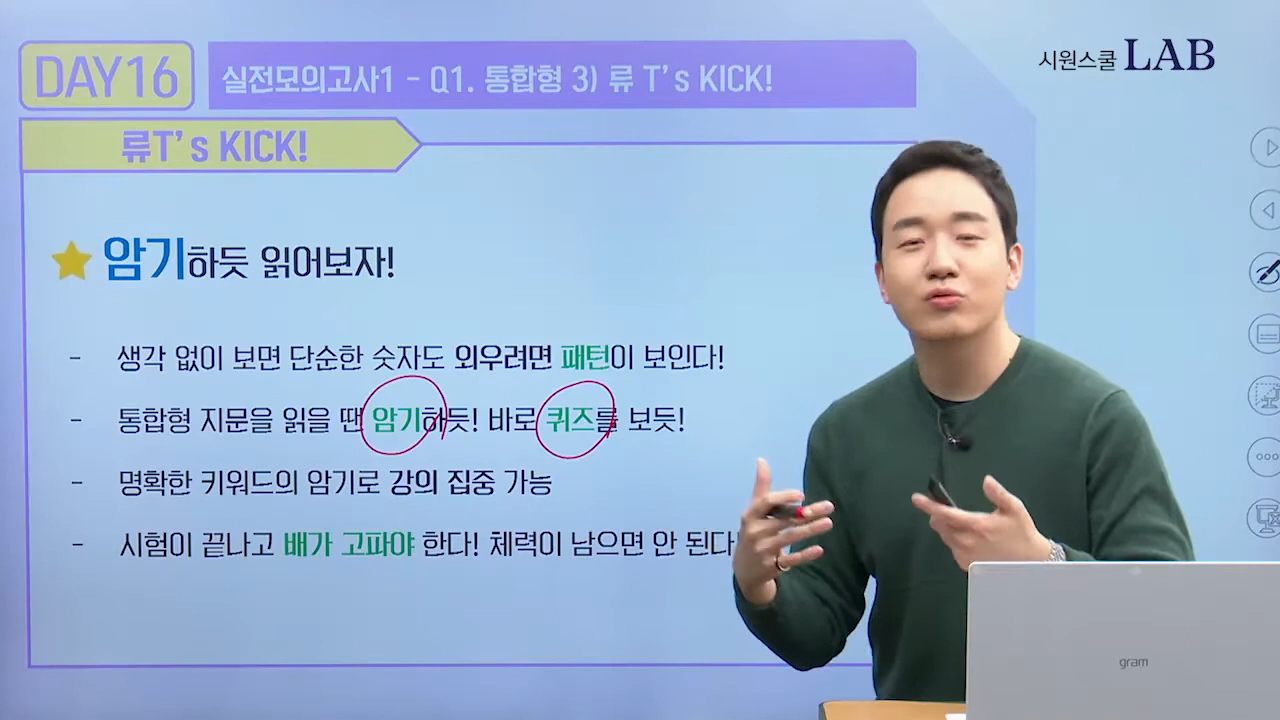 시원스쿨 LAB
DAY16
실전모의고사1 - Q1. 통합형 3) 류 T's KICK!
류T's KICK!
암기하듯 읽어보자!
- 생각 없이 보면 단순한 숫자도 외우려면 패턴이 보인다!
- 통합형 지문을 읽을 땐 암기하듯! 바로 퀴즈를 보듯!
- 명확한 키워드의 암기로 강의 집중 가능
- 시험이 끝나고 배가 고파야 한다! 체력이 남으면 안 된다!
gram